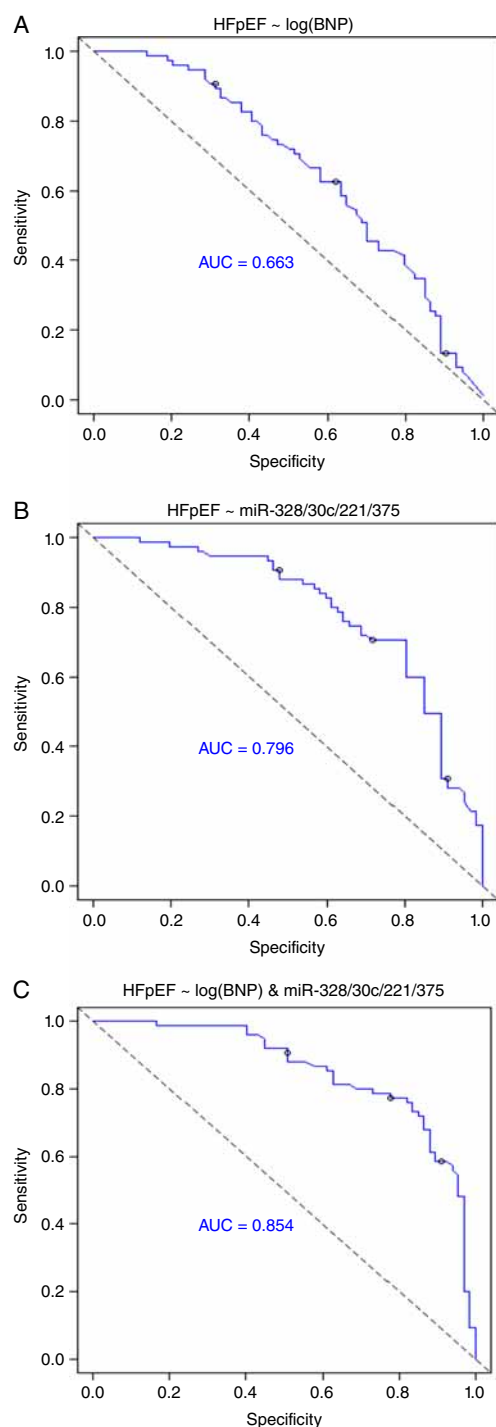 A
HFpEF ~ log(BNP)
1.0
0.8
0.6
0.4
0.2
0.0
Sensitivity
AUC = 0.663
0.0 0.2 0.4 0.6 0.8 1.0
Specificity
B
HFpEF ~ miR-328/30c/221/375
1.0
0.8
0.6
0.4
0.2
0.0
Sensitivity
AUC = 0.796
0.0 0.2 0.4 0.6 0.8 1.0
Specificity
C
HFpEF ~ log(BNP) & miR-328/30c/221/375
1.0
0.8
0.6
0.4
0.2
0.0
Sensitivity
AUC = 0.854
0.0 0.2 0.4 0.6 0.8 1.0
Specificity